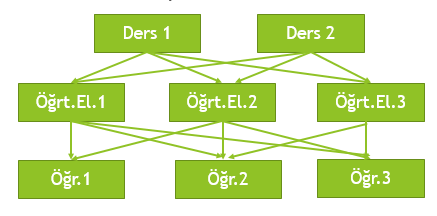 Ders 1
Ders 2
Öğrt.El.1
Öğrt.El.2
Öğrt.El.3
Öğr.1
Öğr.2
Öğr.3